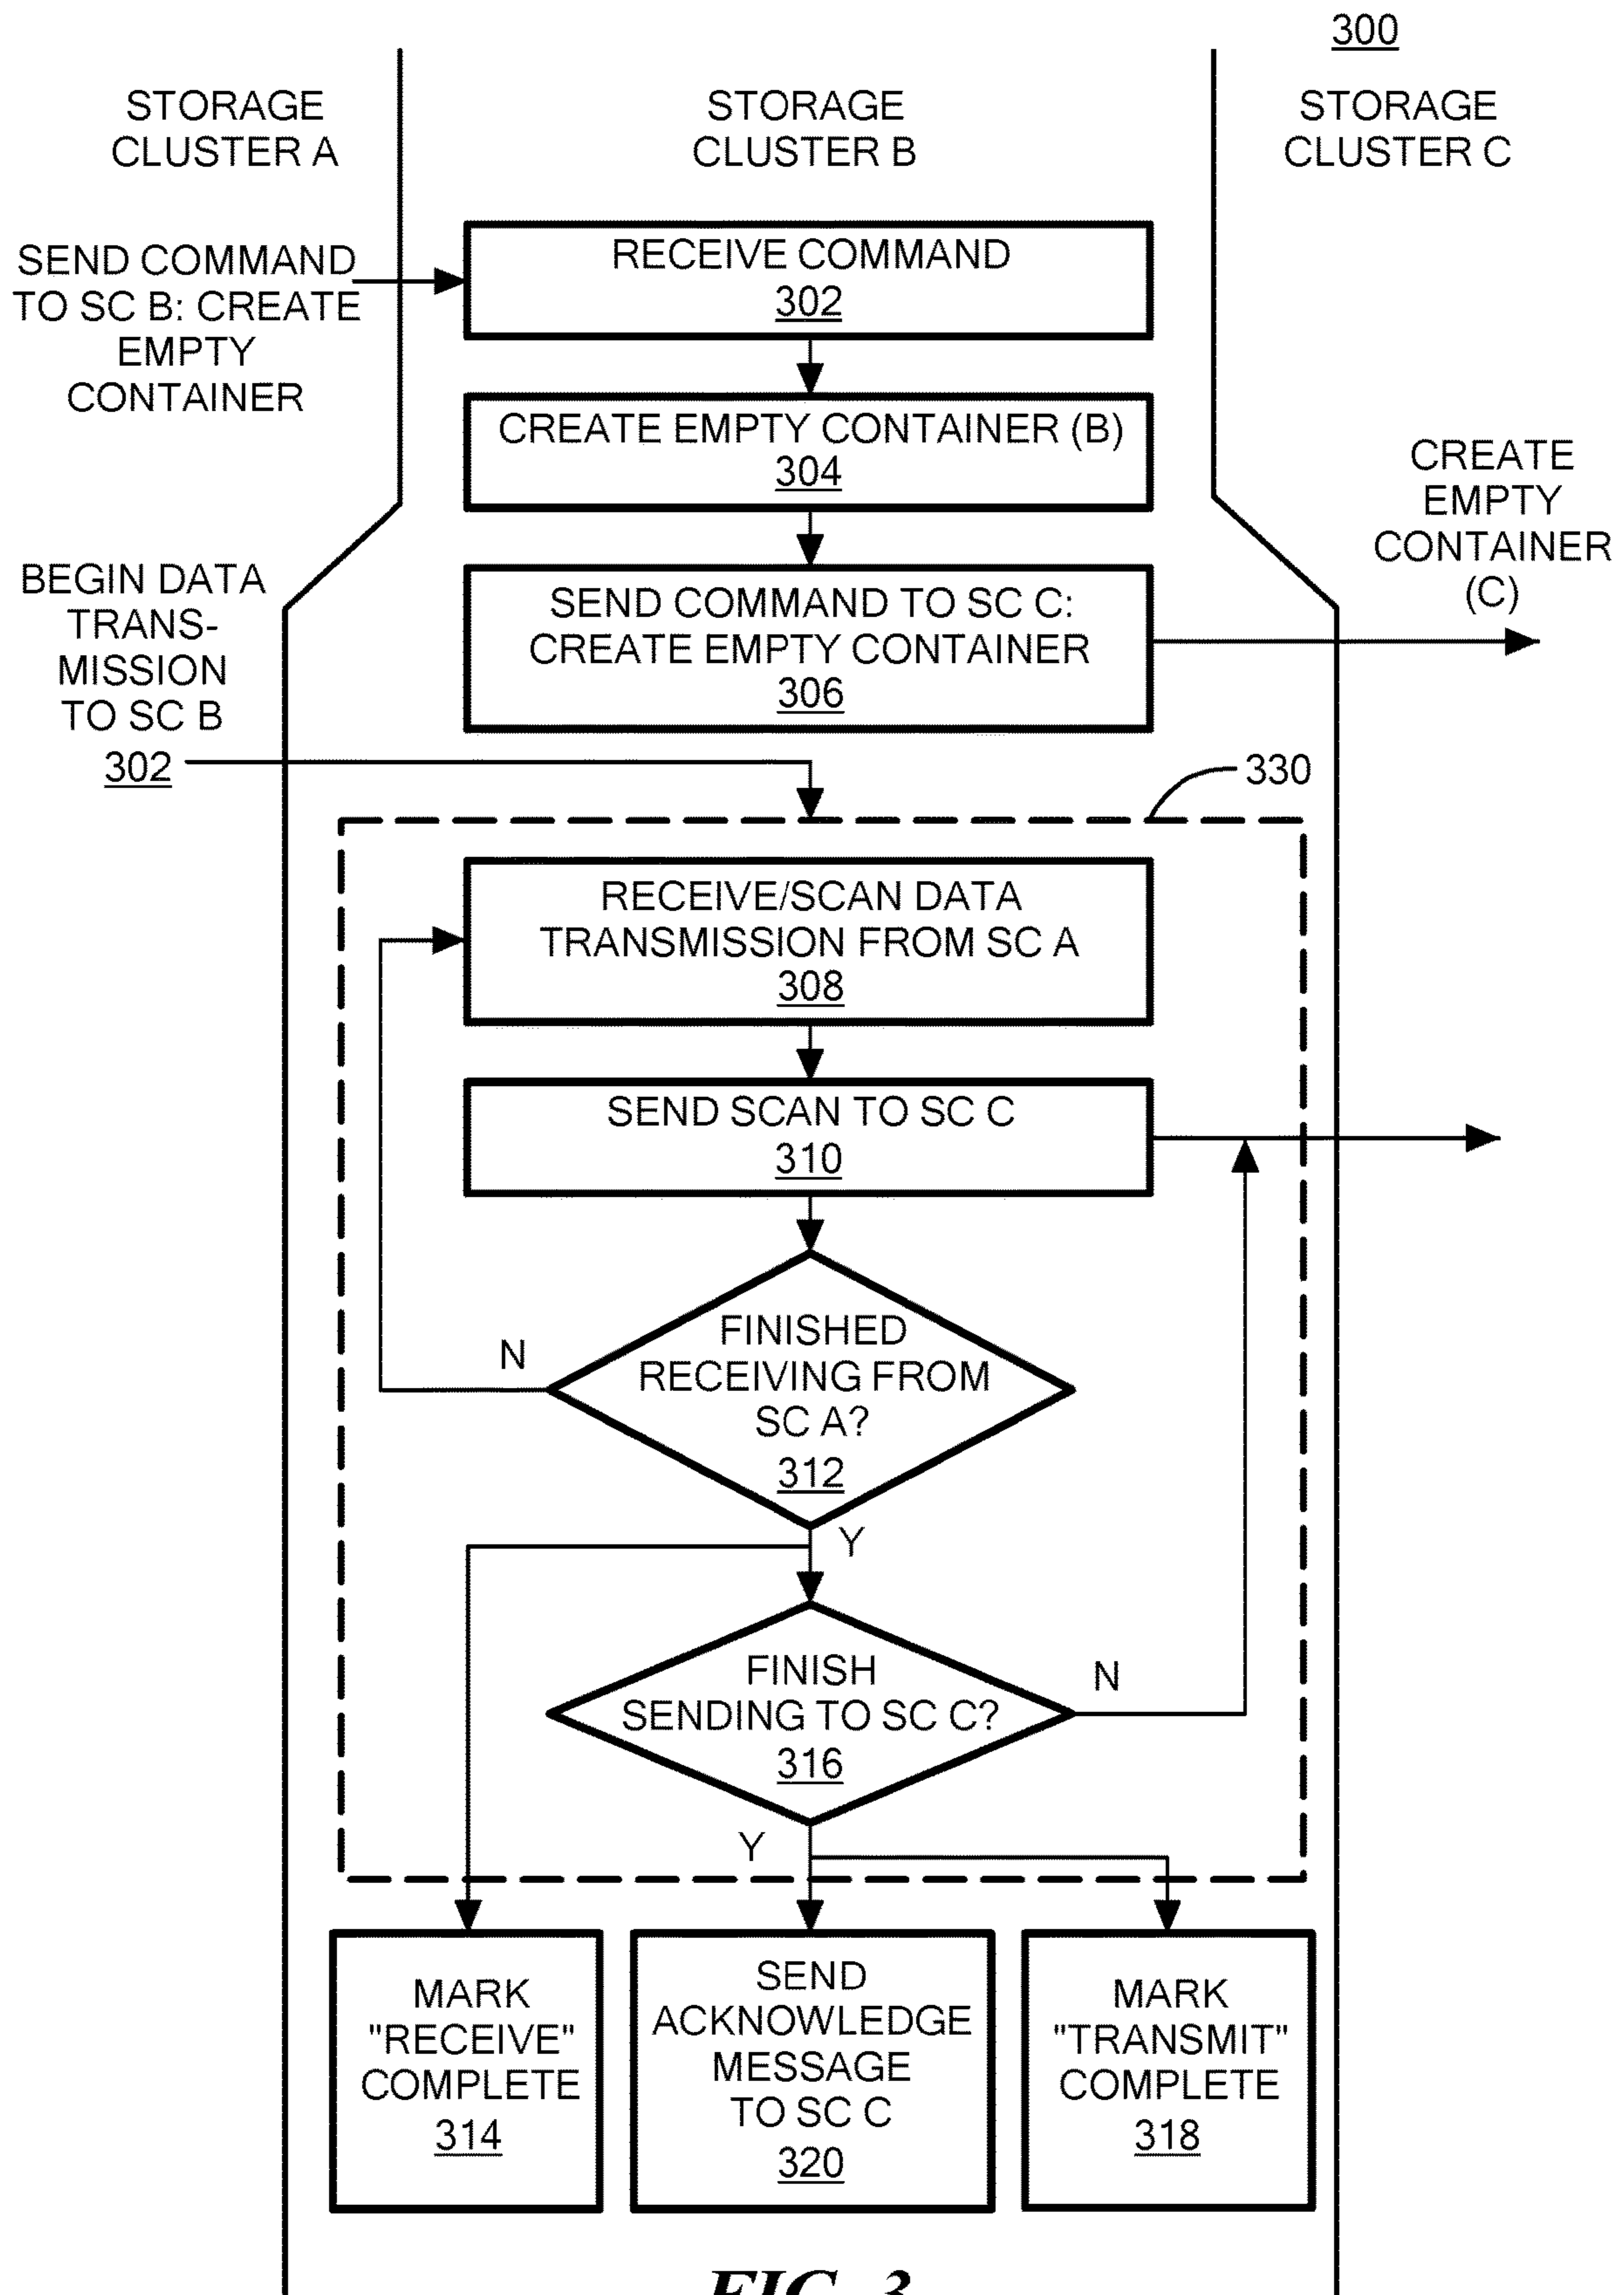 300
STORAGE
CLUSTER A
STORAGE
CLUSTER B
STORAGE
CLUSTER C
SEND COMMAND
TO SC B: CREATE
EMPTY
CONTAINER
RECEIVE COMMAND
302
CREATE EMPTY CONTAINER (B)
304
CREATE
EMPTY
CONTAINER
(C)
SEND COMMAND TO SC C:
CREATE EMPTY CONTAINER
306
BEGIN DATA
TRANS-
MISSION
TO SC B
302
330
RECEIVE/SCAN DATA
TRANSMISSION FROM SC A
308
SEND SCAN TO SC C
310
FINISHED
RECEIVING FROM
SC A?
312
N
Y
FINISH
SENDING TO SC C?
316
N
Y
MARK
"RECEIVE"
COMPLETE
314
SEND
ACKNOWLEDGE
MESSAGE
TO SC C
320
MARK
"TRANSMIT"
COMPLETE
318
FIG. 3